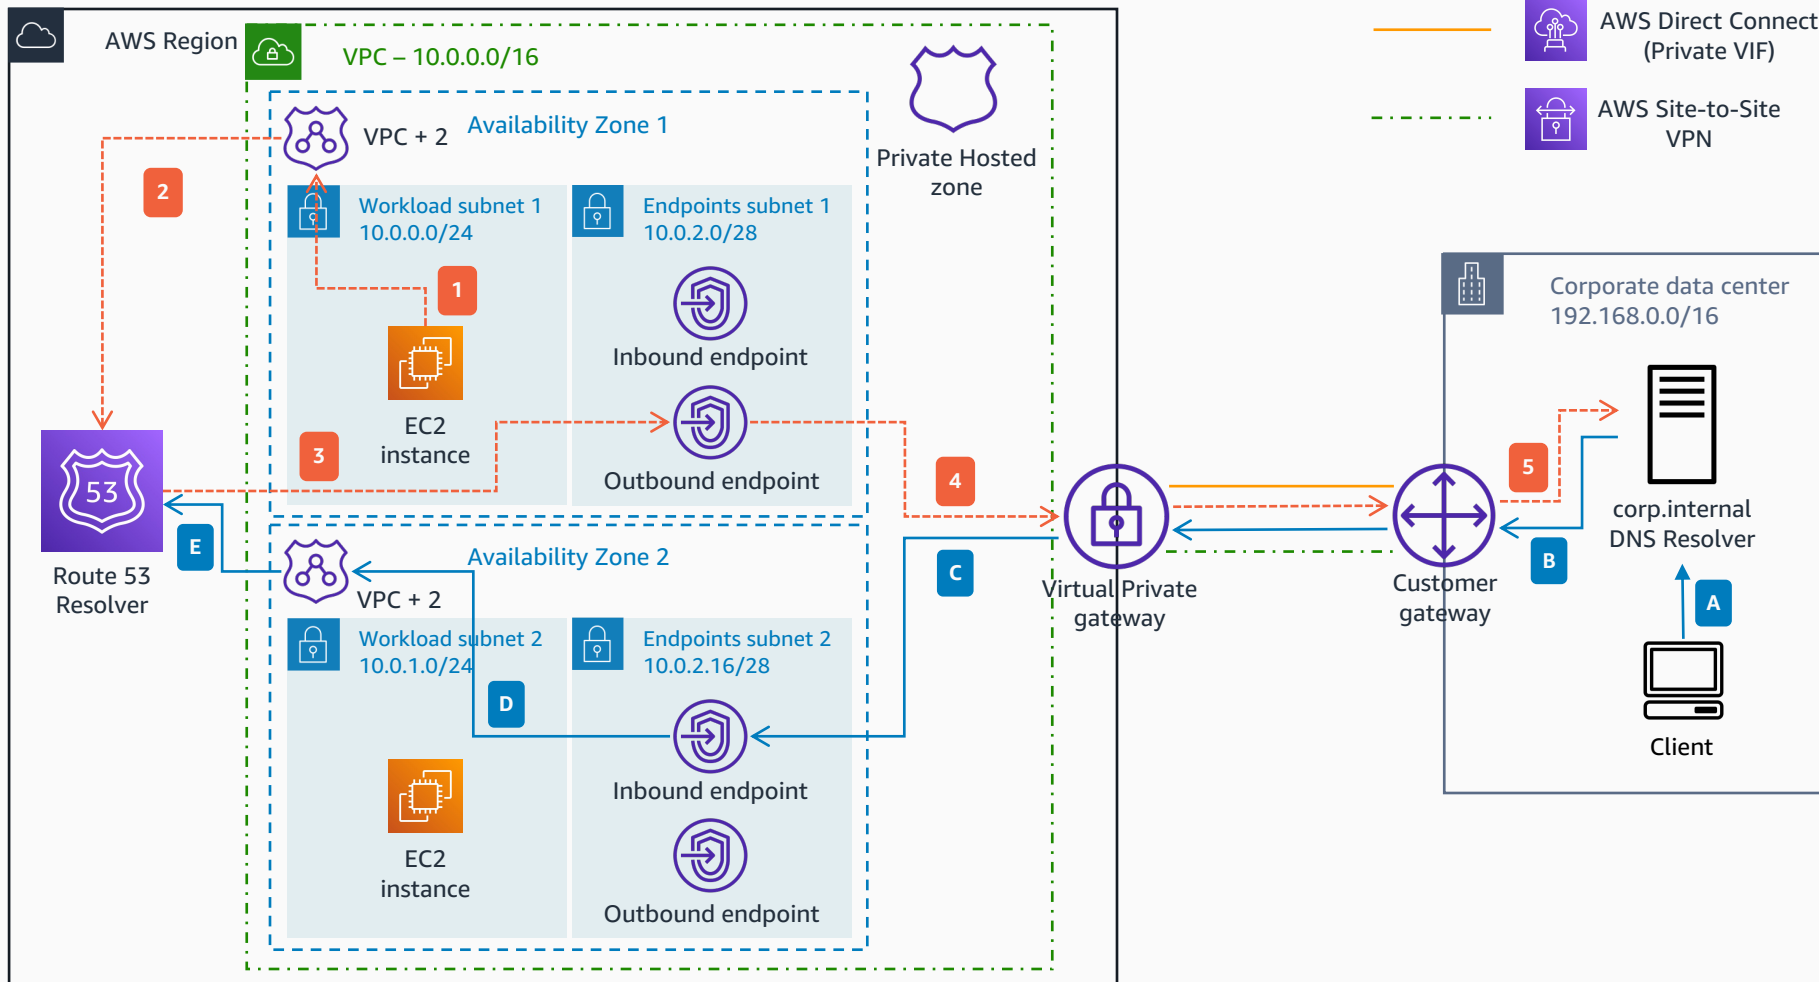 AWS Region
VPC – 10.0.0.0/16
VPC + 2
Availability Zone 1
Private Hosted
zone
2
Workload subnet 1
10.0.0.0/24
Endpoints subnet 1
10.0.2.0/28
1
Inbound endpoint
EC2
instance
3
Outbound endpoint
4
53
Route 53
Resolver
E
Availability Zone 2
VPC + 2
C
Workload subnet 2
10.0.1.0/24
Endpoints subnet 2
10.0.2.16/28
D
Inbound endpoint
EC2
instance
Outbound endpoint
Virtual Private
gateway
Customer
gateway
AWS Direct Connect
(Private VIF)
AWS Site-to-Site
VPN
Corporate data center
192.168.0.0/16
5
corp.internal
DNS Resolver
B
A
Client